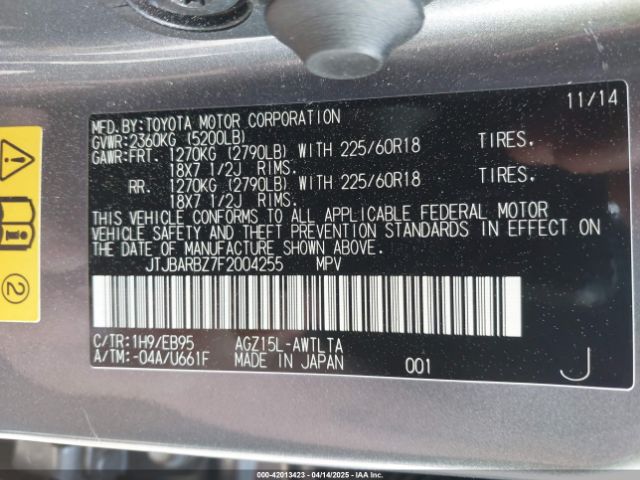 11/14
MFD.BY:TOYOTA MOTOR CORPORATION
GVWR:2360KG (5200LB)
GAWR:FRT. 1270KG (2790LB) WITH 225/60R18 TIRES.
18X7 1/2J RIMS.
RR. 1270KG (2790LB) WITH 225/60R18 TIRES.
18X7 1/2J RIMS.
THIS VEHICLE CONFORMS TO ALL APPLICABLE FEDERAL MOTOR
VEHICLE SAFETY AND THEFT PREVENTION STANDARDS IN EFFECT ON
THE DATE OF MANUFACTURE SHOWN ABOVE.
JTJBARBZ7F2004255 MPV
C/TR:1H9/EB95 AGZ15L-AWTLTA
A/TM:-04A/U661F MADE IN JAPAN 001 J
2
000-42013423 - 04/14/2025 - IAAI.COM